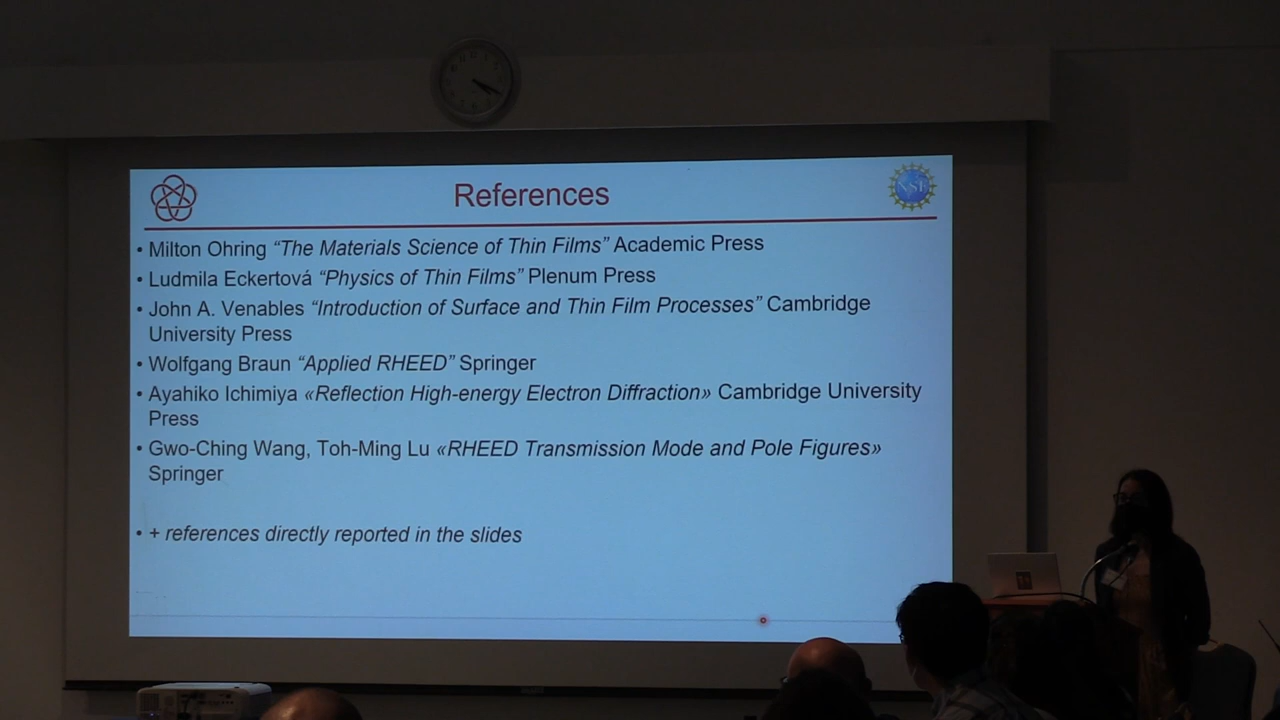 References
NSF
• Milton Ohring “The Materials Science of Thin Films” Academic Press
• Ludmila Eckertová “Physics of Thin Films” Plenum Press
• John A. Venables “Introduction of Surface and Thin Film Processes” Cambridge
University Press
• Wolfgang Braun “Applied RHEED” Springer
• Ayahiko Ichimiya «Reflection High-energy Electron Diffraction» Cambridge University
Press
• Gwo-Ching Wang, Toh-Ming Lu «RHEED Transmission Mode and Pole Figures»
Springer
• + references directly reported in the slides